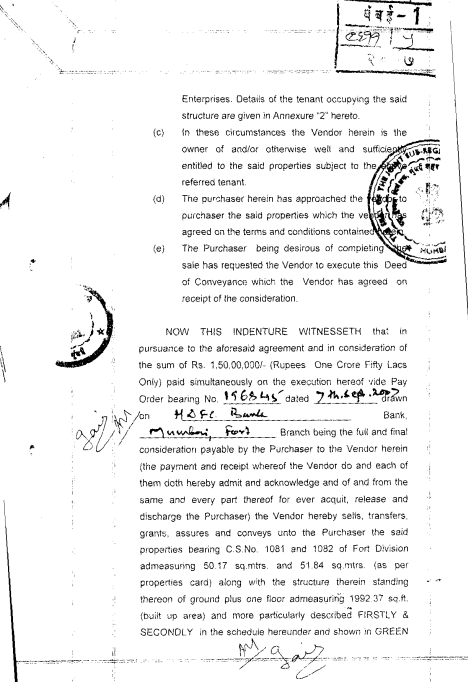 मंबई-1
Enterprises. Details of the tenant occupying the said
structure are given in Annexure "2" hereto.
(c) In these circumstances the Vendor herein is the
owner of and/or otherwise well and sufficiently
entitled to the said properties subject to the
referred tenant.
(d) The purchaser herein has approached the Vendor to
purchase the said properties which the vendor has
agreed on the terms and conditions contained herein.
(e) The Purchaser being desirous of completing the
sale has requested the Vendor to execute this Deed
of Conveyance which the Vendor has agreed on
receipt of the consideration.
NOW THIS INDENTURE WITNESSETH that in
pursuance to the aforesaid agreement and in consideration of
the sum of Rs. 1,50,00,000/- (Rupees One Crore Fifty Lacs
Only) paid simultaneously on the execution hereof vide Pay
Order bearing No. 196845 dated 7th.Sep.2007 drawn
on HDFC Bank Bank,
Mumbai, Fort Branch being the full and final
consideration payable by the Purchaser to the Vendor herein
(the payment and receipt whereof the Vendor do and each of
them doth hereby admit and acknowledge and of and from the
same and every part thereof for ever acquit, release and
discharge the Purchaser) the Vendor hereby sells, transfers,
grants, assures and conveys unto the Purchaser the said
properties bearing C.S.No. 1081 and 1082 of Fort Division
admeasuring 50.17 sq.mtrs. and 51.84 sq.mtrs. (as per
properties card) along with the structure therein standing
thereon of ground plus one floor admeasuring 1992.37 sq.ft.
(built up area) and more particularly described FIRSTLY &
SECONDLY in the schedule hereunder and shown in GREEN